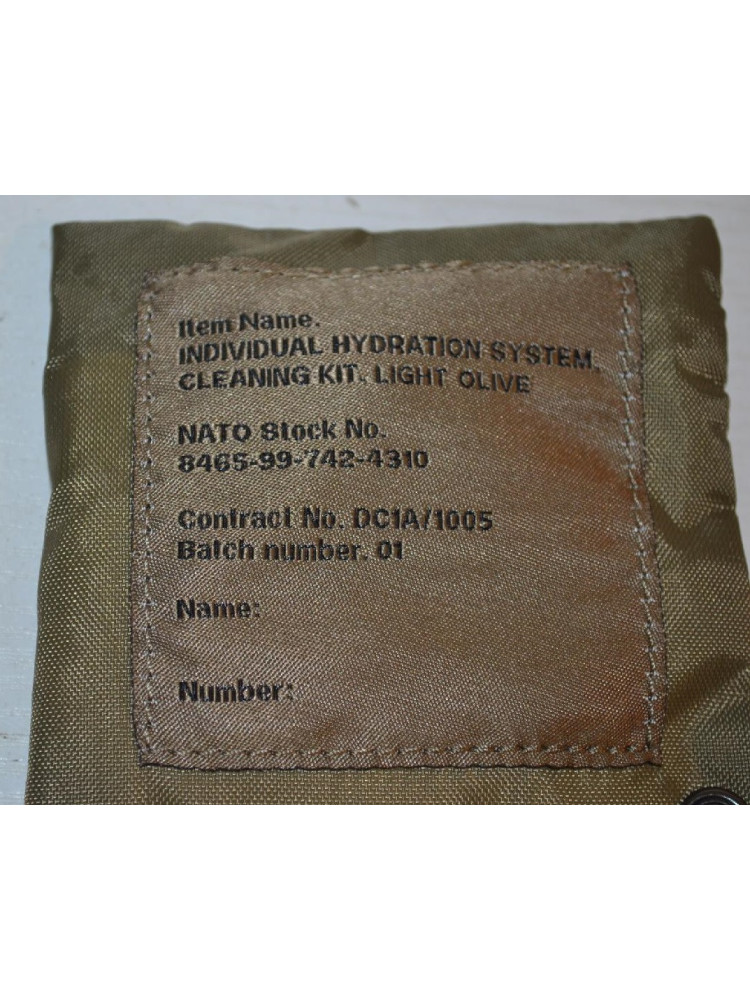 Item Name.
INDIVIDUAL HYDRATION SYSTEM,
CLEANING KIT, LIGHT OLIVE
NATO Stock No.
8465-99-742-4310
Contract No. DC1A/1005
Batch number. 01
Name:
Number: